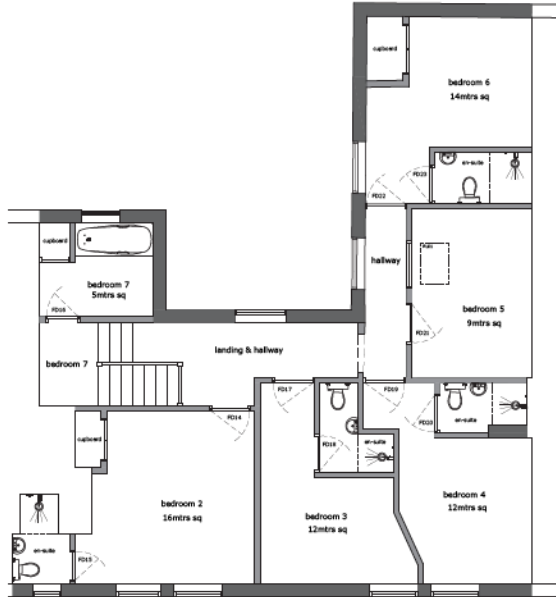 cupboard
bedroom 6
14mtrs sq
en-suite
FD23
FD22
cupboard
bedroom 7
5mtrs sq
FD16
hallway
bedroom 5
9mtrs sq
FD21
landing & hallway
bedroom 7
FD14
FD17
FD19
en-suite
FD20
cupboard
en-suite
FD18
bedroom 2
16mtrs sq
bedroom 3
12mtrs sq
bedroom 4
12mtrs sq
en-suite
FD15